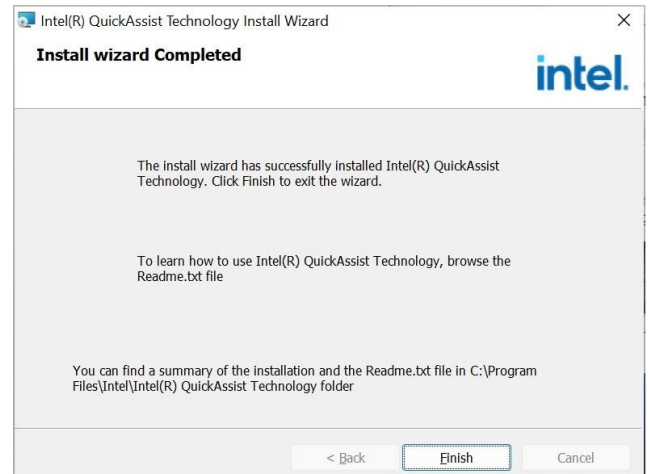 Intel(R) QuickAssist Technology Install Wizard
Install wizard Completed
intel.
The install wizard has successfully installed Intel(R) QuickAssist
Technology. Click Finish to exit the wizard.
To learn how to use Intel(R) QuickAssist Technology, browse the
Readme.txt file
You can find a summary of the installation and the Readme.txt file in C:\Program
Files\Intel\Intel(R) QuickAssist Technology folder
< Back
Finish
Cancel